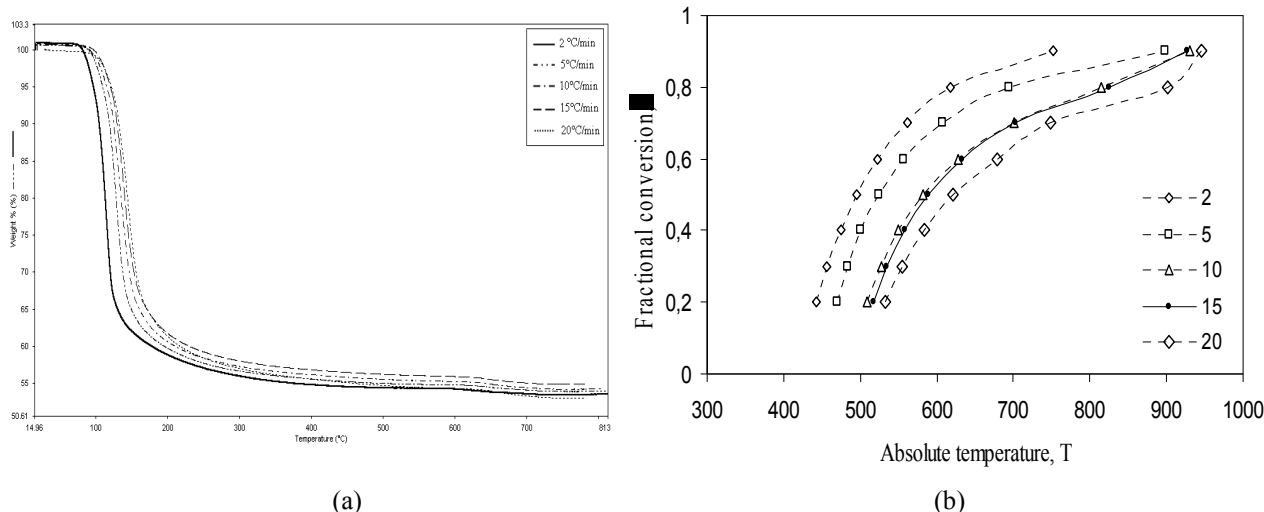 103.3
100
95
90
85
80
75
70
65
60
55
50.61
Weight % (%)
14.96 100 200 300 400 500 600 700 813
Temperature (°C)
2 °C/min
5°C/min
10°C/min
15°C/min
20°C/min
(a)
1
0,8
0,6
0,4
0,2
0
Fractional conversion,
300 400 500 600 700 800 900 1000
Absolute temperature, T
2
5
10
15
20
(b)